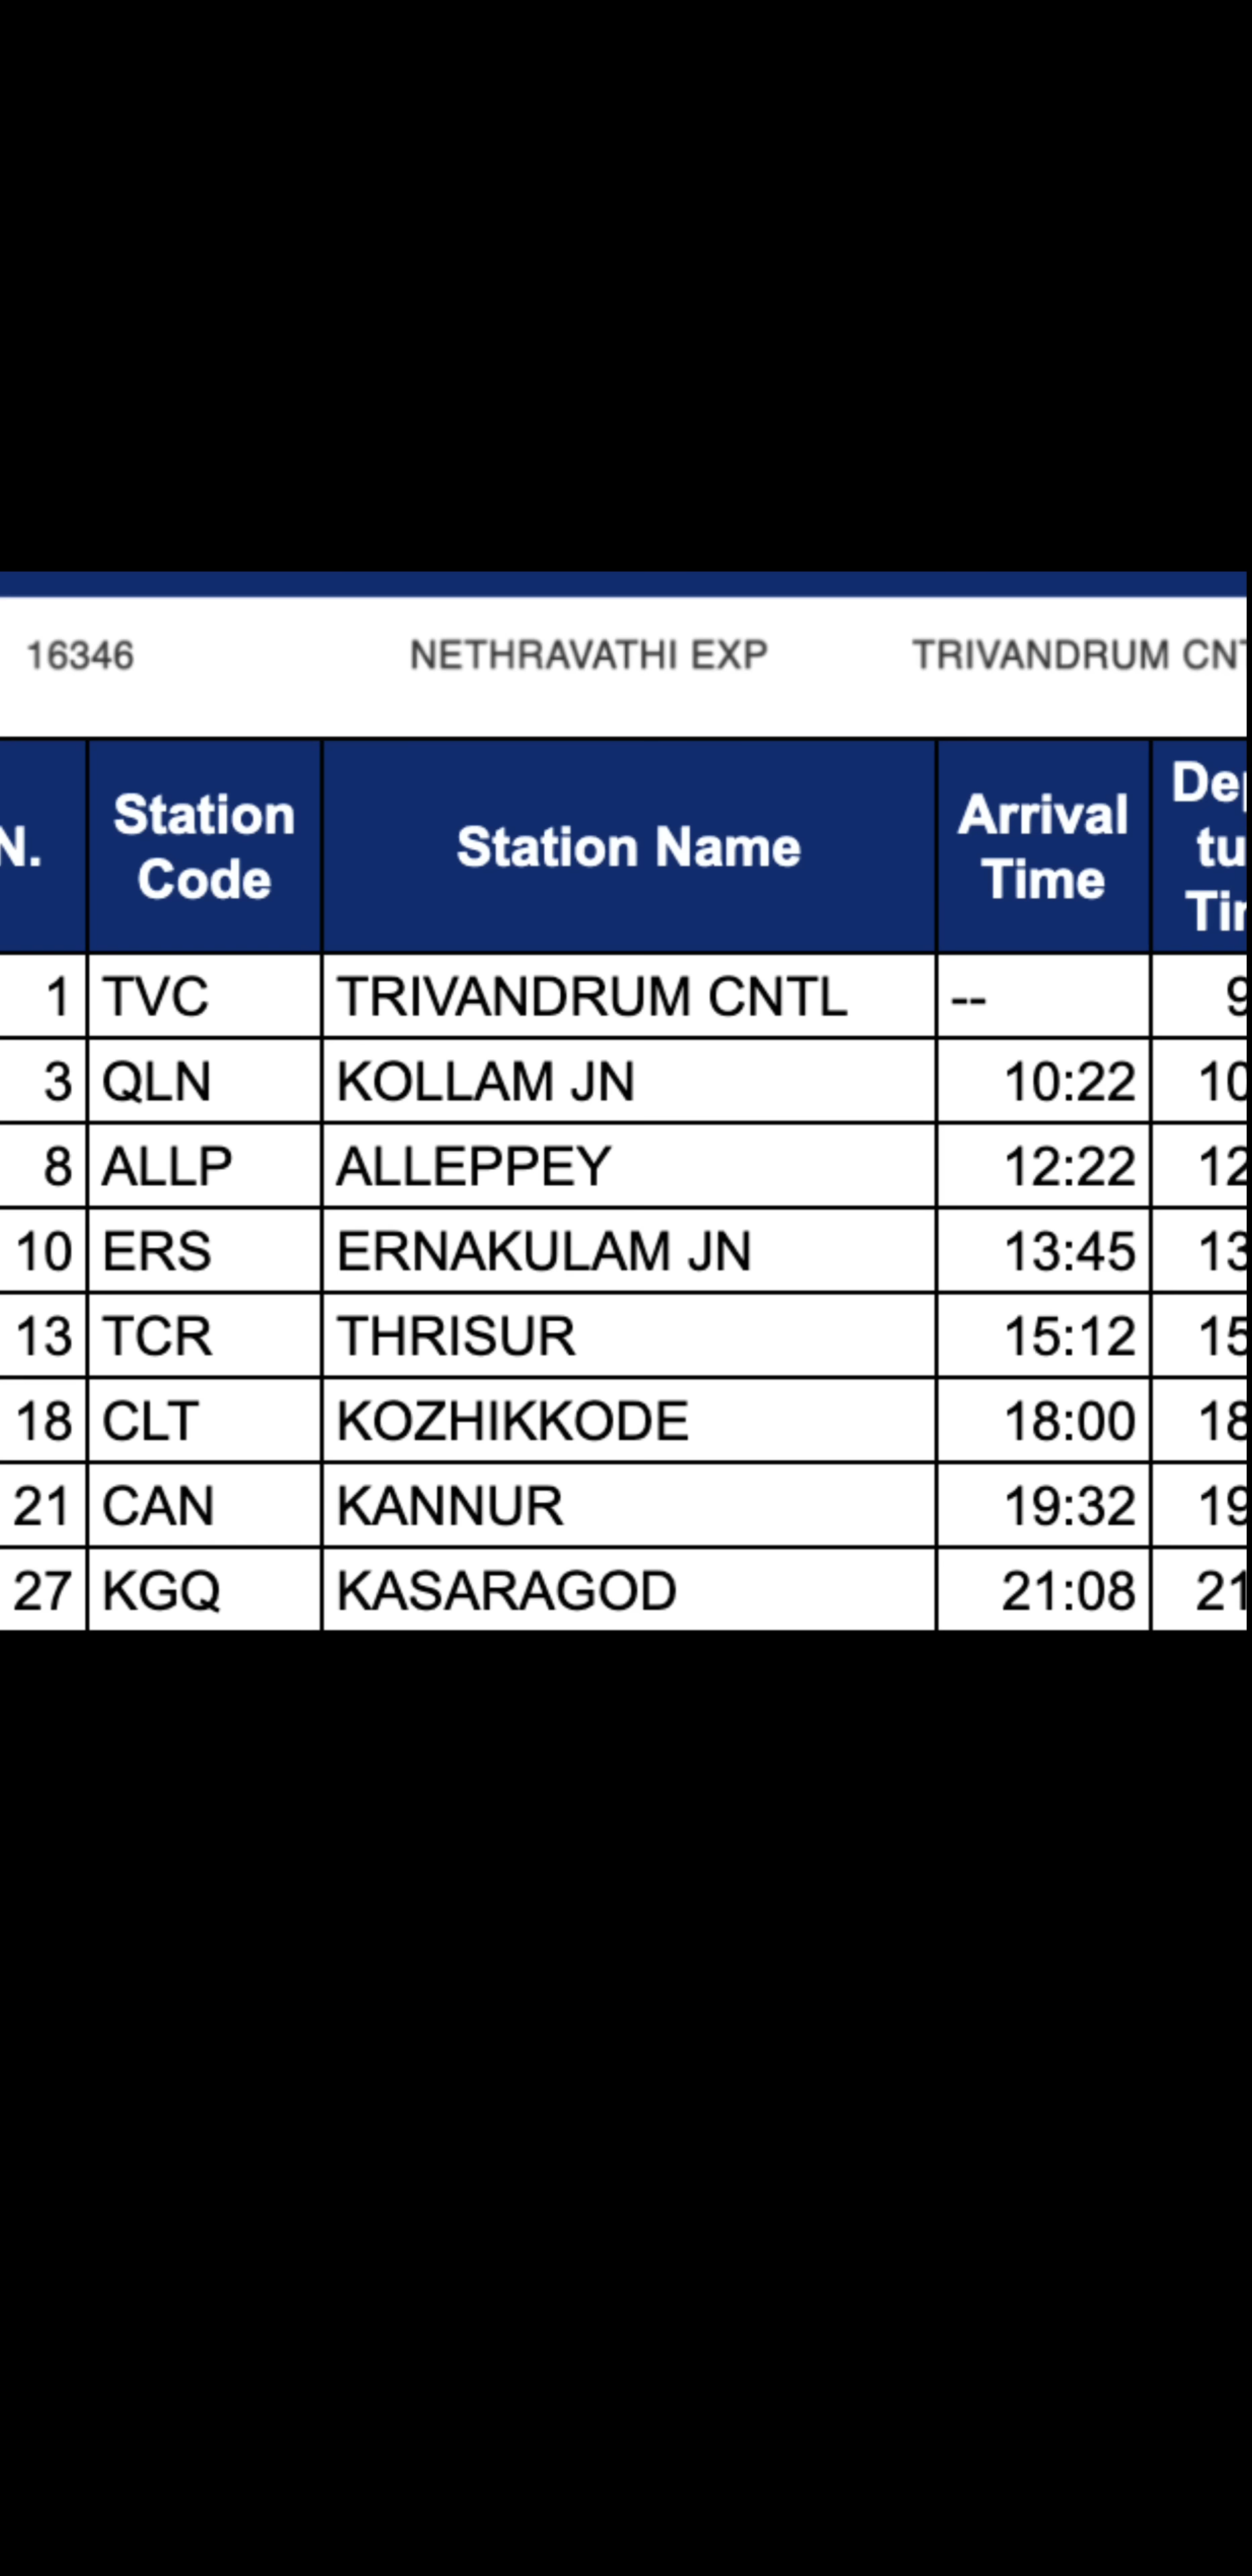 16346 NETHRAVATHI EXP TRIVANDRUM
N. Station Code Station Name Arrival Time
1 TVC TRIVANDRUM CNTL --
3 QLN KOLLAM JN 10:22
8 ALLP ALLEPPEY 12:22
10 ERS ERNAKULAM JN 13:45
13 TCR THRISUR 15:12
18 CLT KOZHIKKODE 18:00
21 CAN KANNUR 19:32
27 KGQ KASARAGOD 21:08